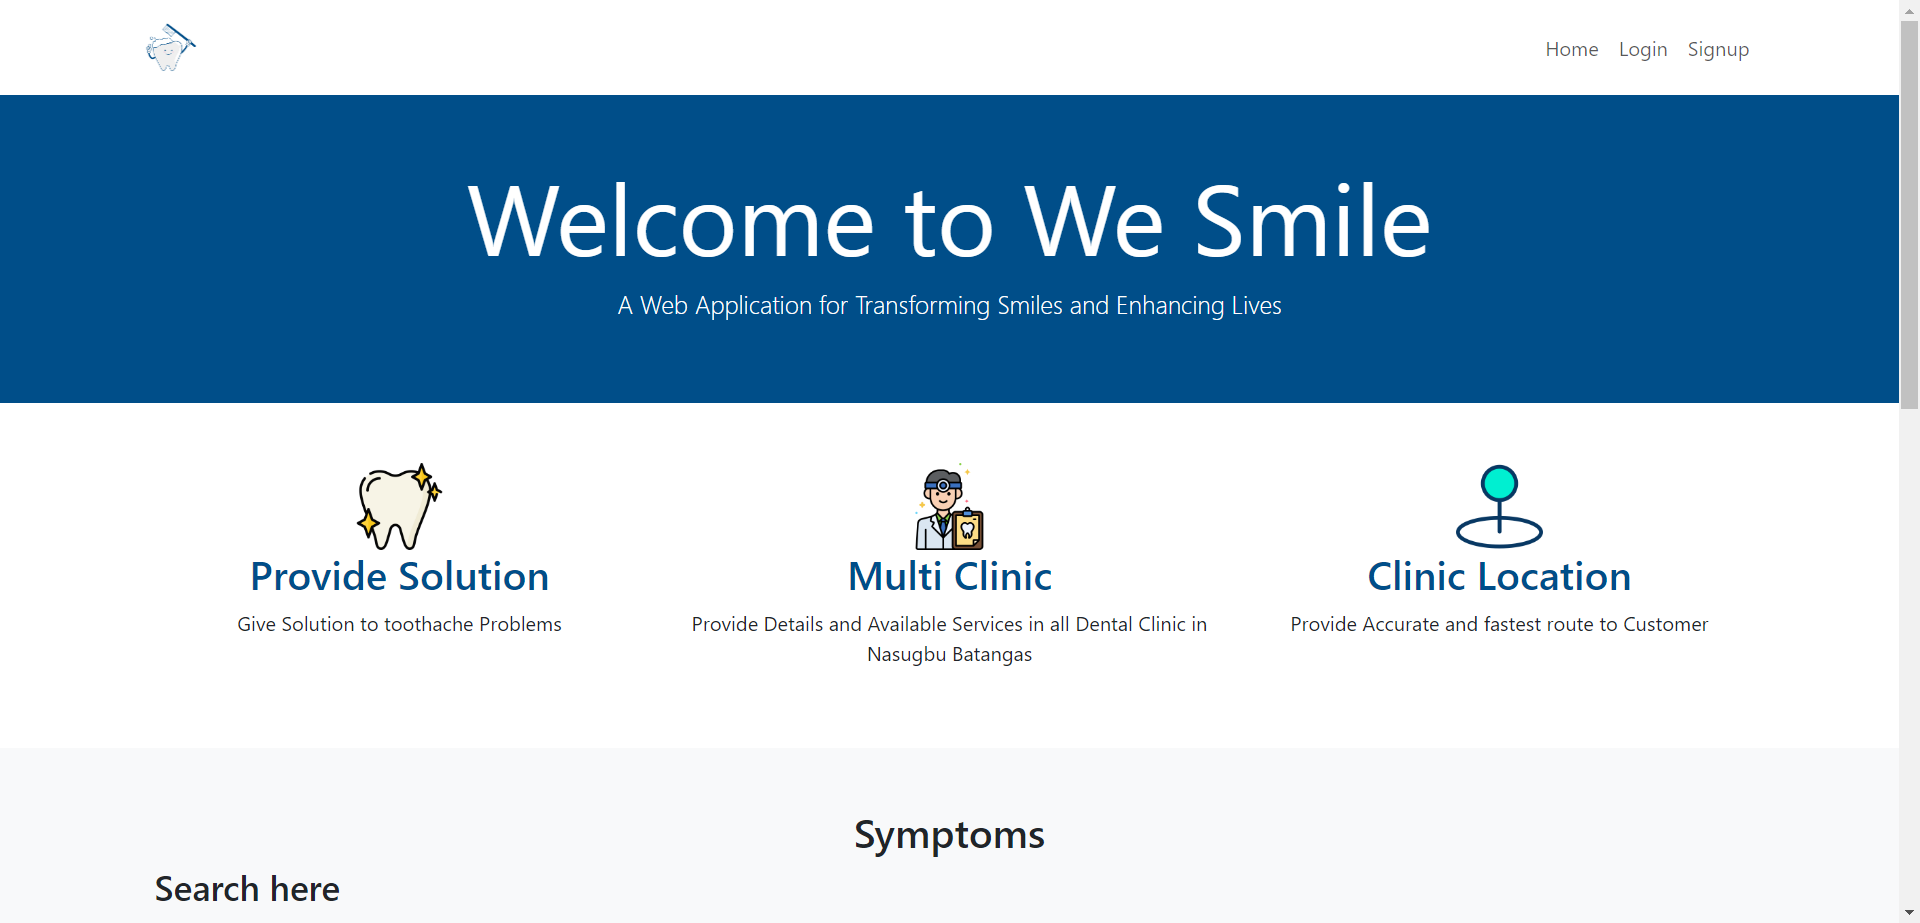 Home Login Signup
Welcome to We Smile
A Web Application for Transforming Smiles and Enhancing Lives
Provide Solution
Give Solution to toothache Problems
Multi Clinic
Provide Details and Available Services in all Dental Clinic in
Nasugbu Batangas
Clinic Location
Provide Accurate and fastest route to Customer
Symptoms
Search here